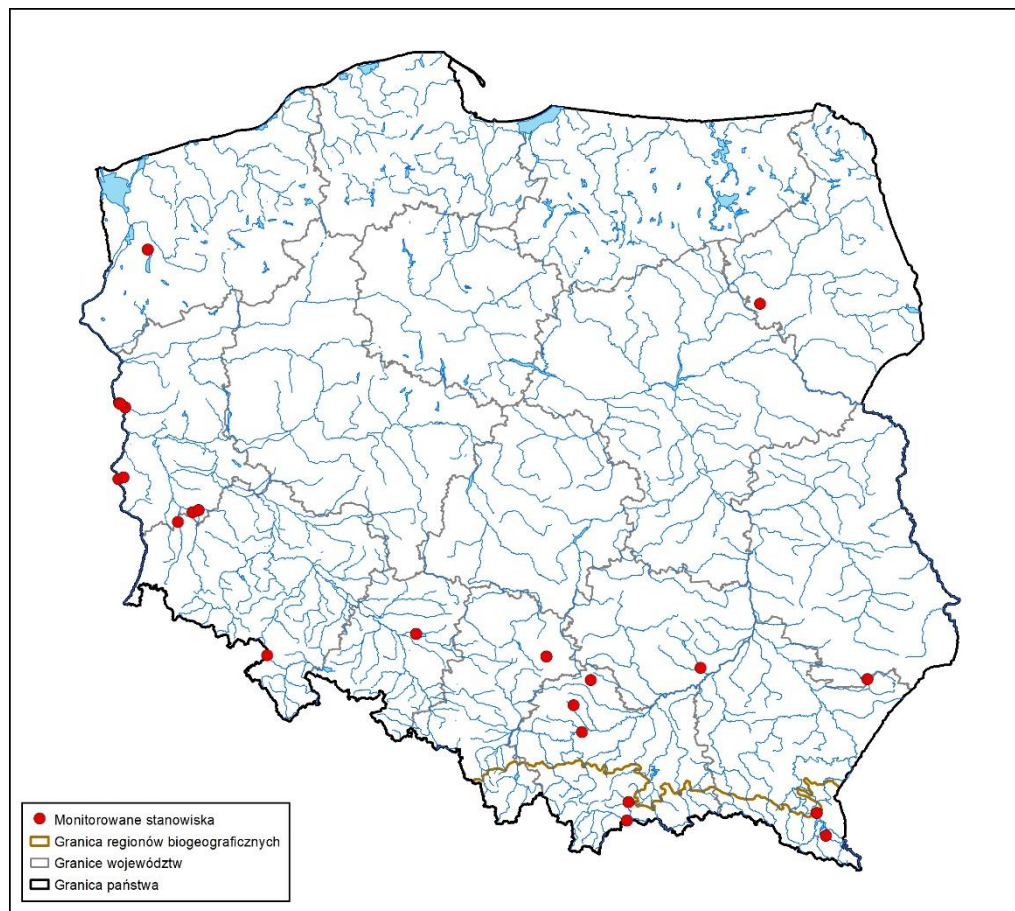 Monitorowane stanowiska
Granica regionów biogeograficznych
Granice województw
Granica państwa